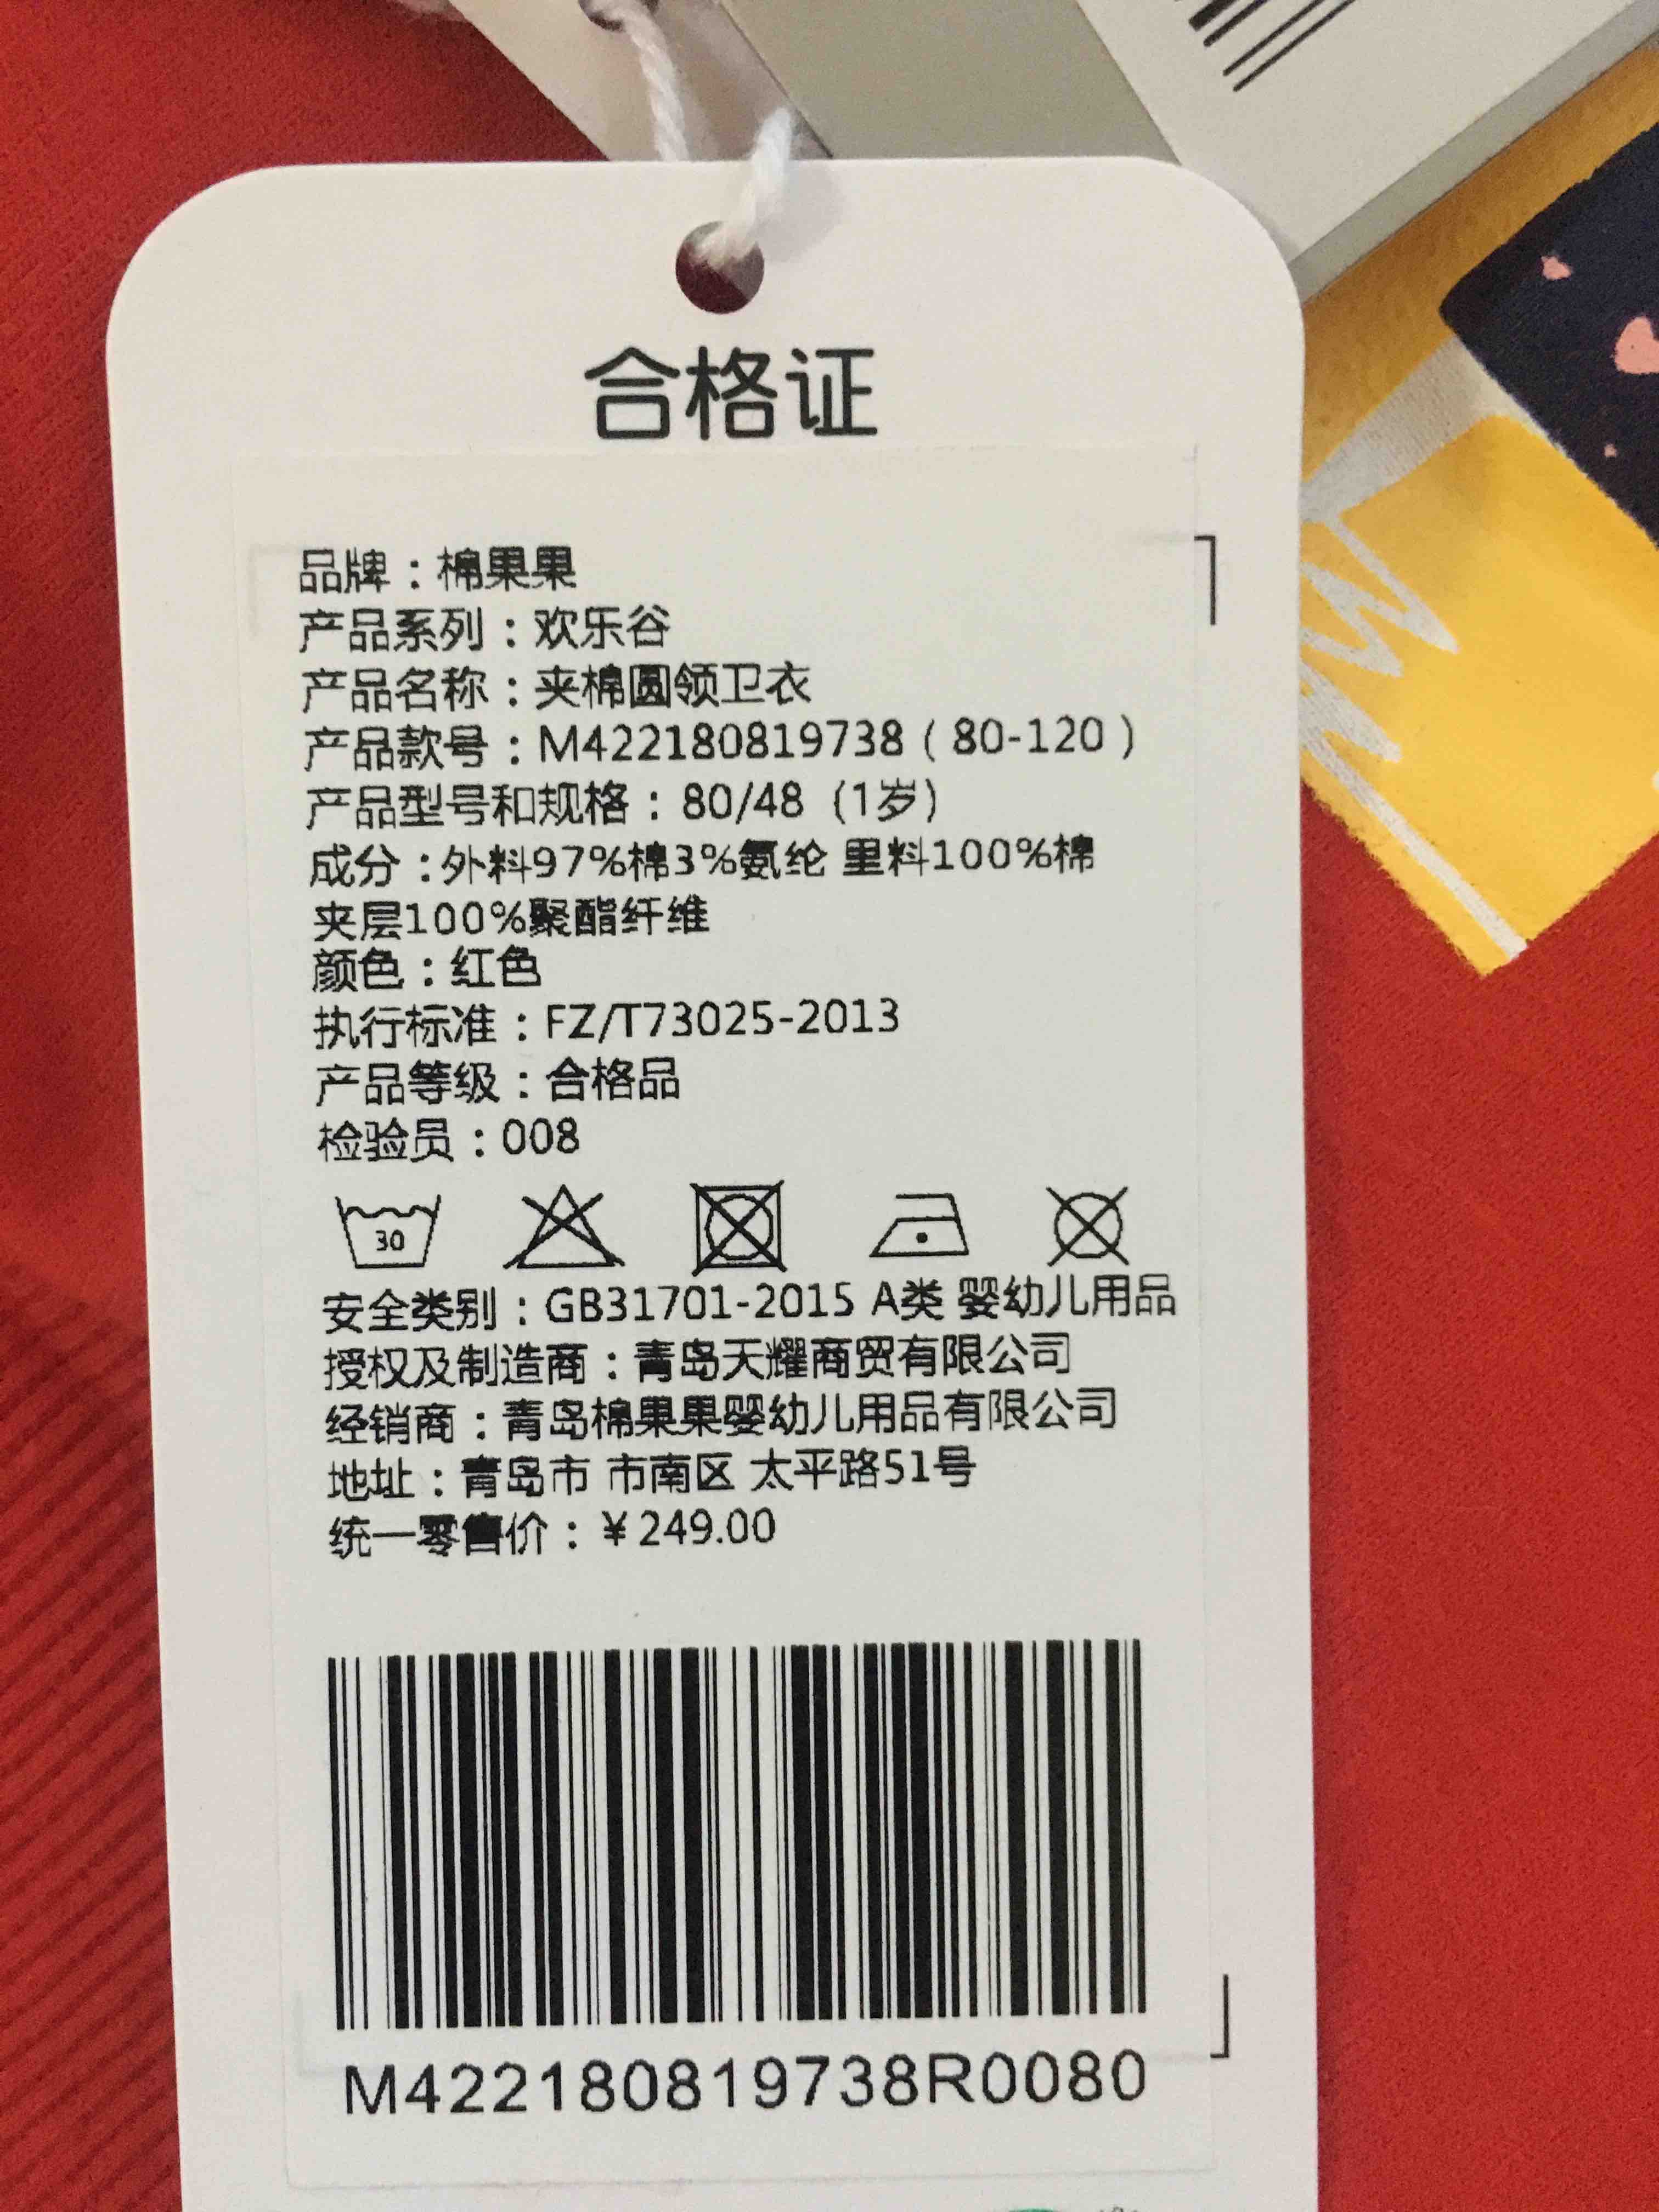 合格证
品牌：棉果果
产品系列：欢乐谷
产品名称：夹棉圆领卫衣
产品款号：M422180819738（80-120）
产品型号和规格：80/48（1岁）
成分：外料97%棉3%氨纶 里料100%棉
夹层100%聚酯纤维
颜色：红色
执行标准：FZ/T73025-2013
产品等级：合格品
检验员：008
30
安全类别：GB31701-2015 A类 婴幼儿用品
授权及制造商：青岛天耀商贸有限公司
经销商：青岛棉果果婴幼儿用品有限公司
地址：青岛市 市南区 太平路51号
统一零售价：¥249.00
M422180819738R0080